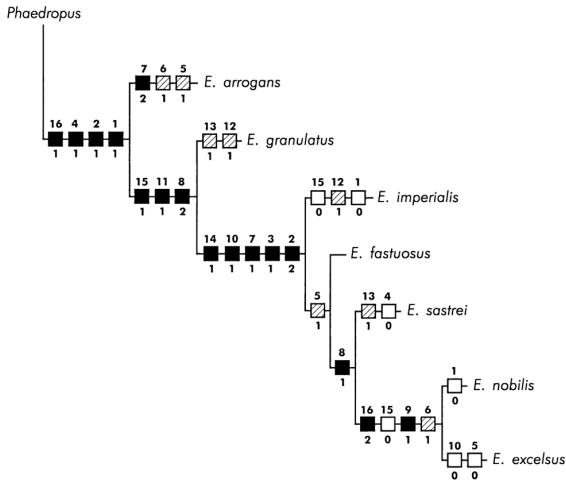 Phaedropus
7 6 5
E. arrogans
2 1 1
16 4 2 1
1 1 1 1
13 12
E. granulatus
1 1
15 11 8
1 1 2
15 12 1
E. imperialis
0 1 0
14 10 7 3 2
1 1 1 1 2
E. fastuosus
5
1
13 4
E. sastrei
1 0
8
1
1
E. nobilis
0
16 15 9 6
2 0 1 1
10 5
E. excelsus
0 0